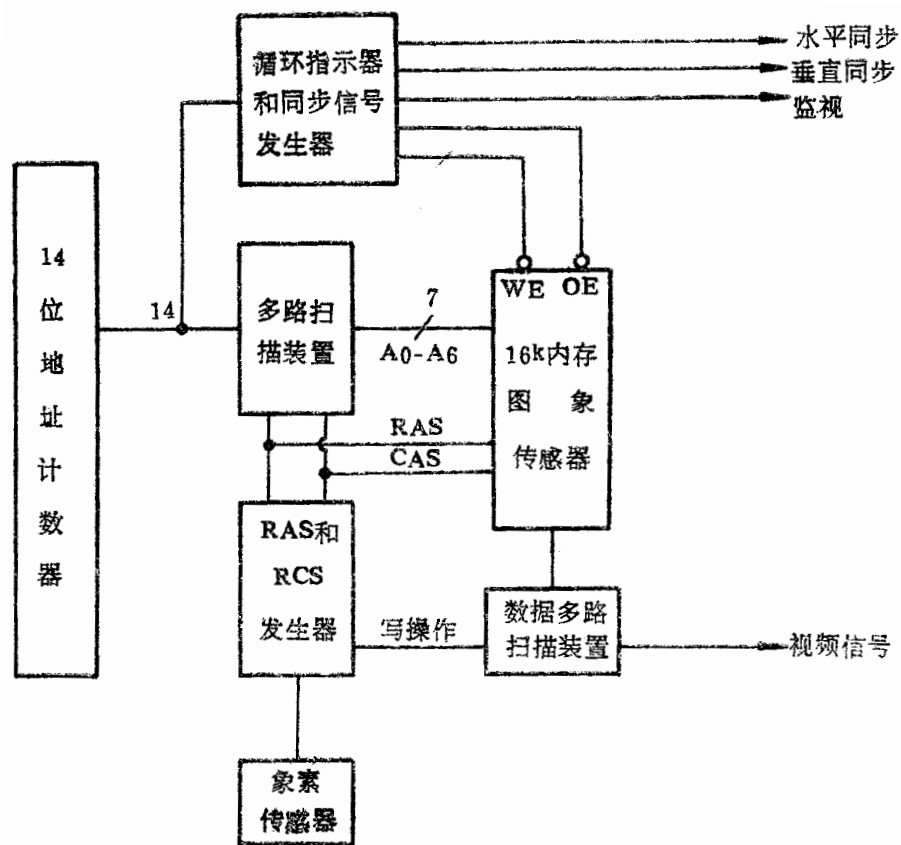 循环指示器
和同步信号
发生器
水平同步
垂直同步
监视
14
位
地
址
计
数
器
14
多路扫
描装置
7
A0-A6
WE OE
16k内存
图象
传感器
RAS
CAS
RAS和
RCS
发生器
写操作
数据多路
扫描装置
视频信号
象素
传感器